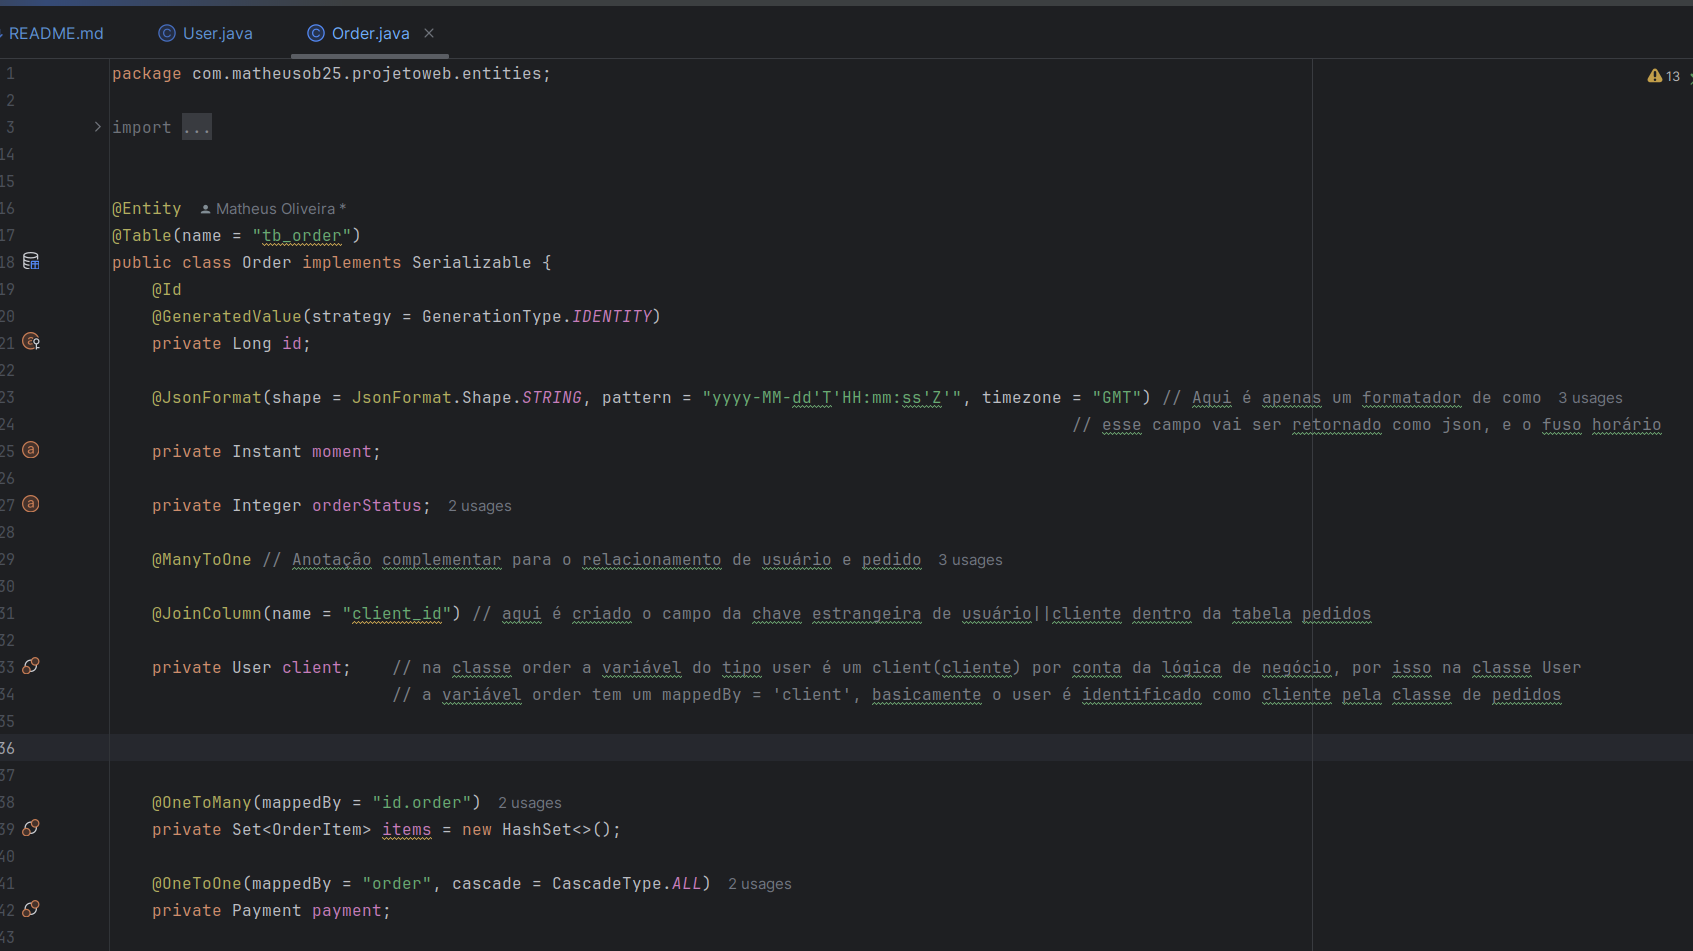 README.md User.java Order.java
1 package com.matheusob25.projetoweb.entities; 13
2
3 import ...
14
15
16 @Entity Matheus Oliveira *
17 @Table(name = "tb_order")
18 public class Order implements Serializable {
19 @Id
20 @GeneratedValue(strategy = GenerationType.IDENTITY)
21 private Long id;
22
23 @JsonFormat(shape = JsonFormat.Shape.STRING, pattern = "yyyy-MM-dd'T'HH:mm:ss'Z'", timezone = "GMT") // Aqui é apenas um formatador de como 3 usages
24 // esse campo vai ser retornado como json, e o fuso horário
25 private Instant moment;
26
27 private Integer orderStatus; 2 usages
28
29 @ManyToOne // Anotação complementar para o relacionamento de usuário e pedido 3 usages
30
31 @JoinColumn(name = "client_id") // aqui é criado o campo da chave estrangeira de usuário||cliente dentro da tabela pedidos
32
33 private User client; // na classe order a variável do tipo user é um client(cliente) por conta da lógica de negócio, por isso na classe User
34 // a variável order tem um mappedBy = 'client', basicamente o user é identificado como cliente pela classe de pedidos
35
36
37
38 @OneToMany(mappedBy = "id.order") 2 usages
39 private Set<OrderItem> items = new HashSet<>();
40
41 @OneToOne(mappedBy = "order", cascade = CascadeType.ALL) 2 usages
42 private Payment payment;
43